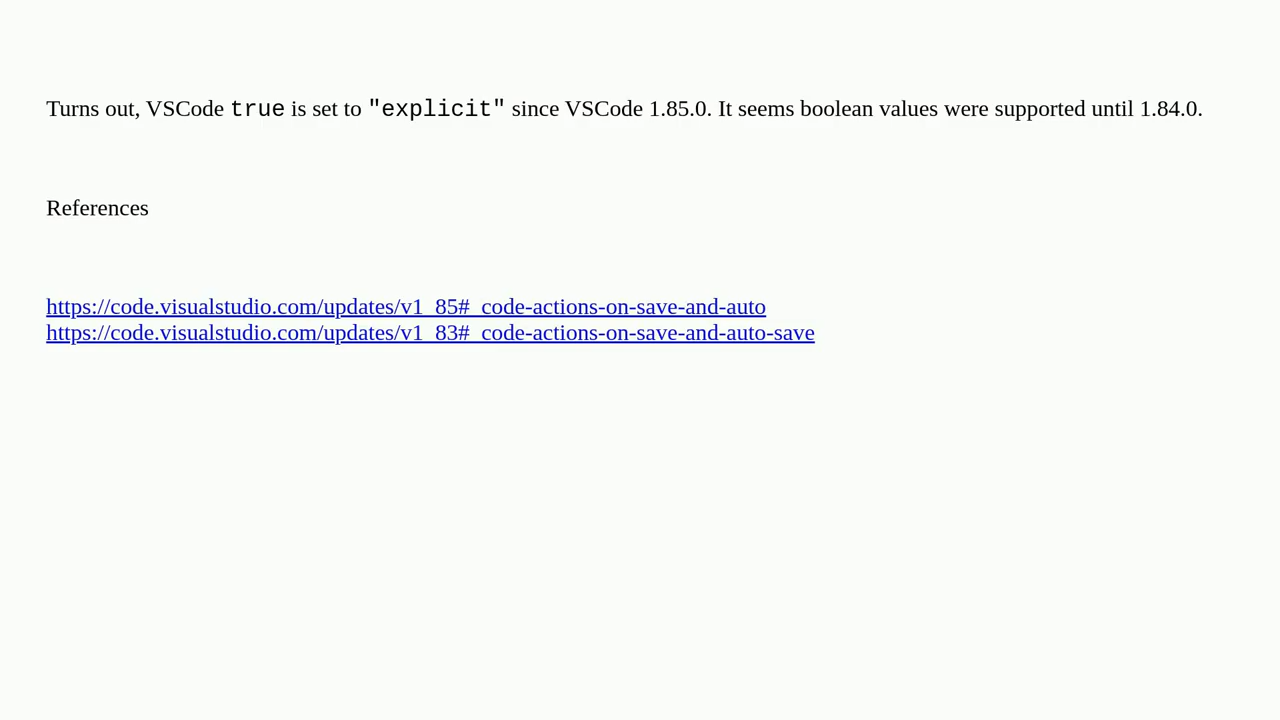 Turns out, VSCode true is set to "explicit" since VSCode 1.85.0. It seems boolean values were supported until 1.84.0.
References
https://code.visualstudio.com/updates/v1_85#_code-actions-on-save-and-auto
https://code.visualstudio.com/updates/v1_83#_code-actions-on-save-and-auto-save